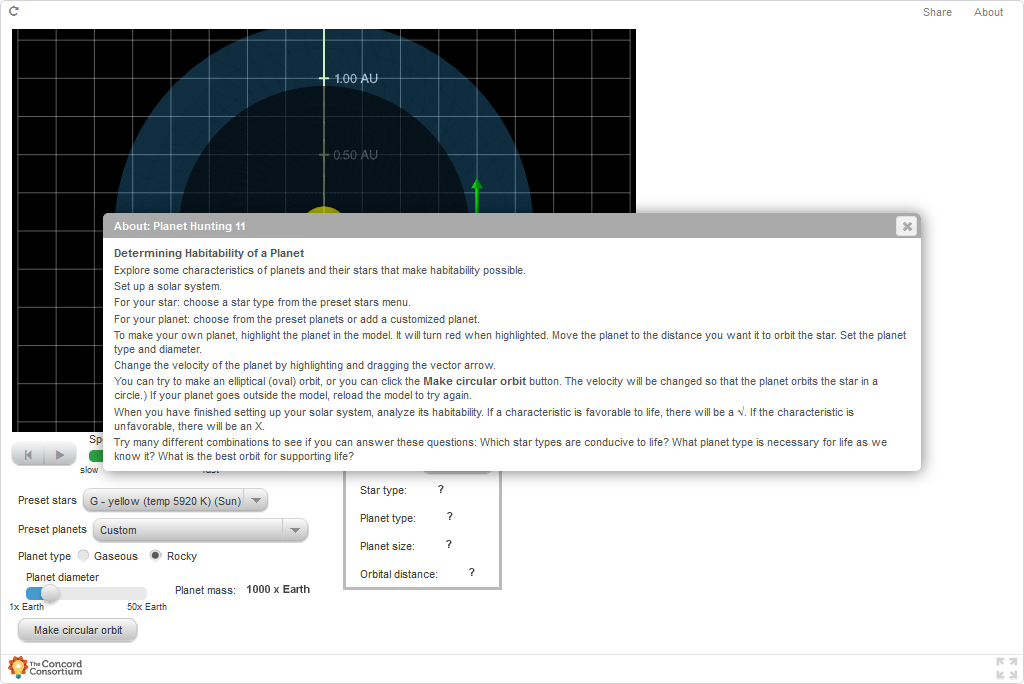 Share About
1.00 AU
0.50 AU
About: Planet Hunting 11
Determining Habitability of a Planet
Explore some characteristics of planets and their stars that make habitability possible.
Set up a solar system.
For your star: choose a star type from the preset stars menu.
For your planet: choose from the preset planets or add a customized planet.
To make your own planet, highlight the planet in the model. It will turn red when highlighted. Move the planet to the distance you want it to orbit the star. Set the planet
type and diameter.
Change the velocity of the planet by highlighting and dragging the vector arrow.
You can try to make an elliptical (oval) orbit, or you can click the Make circular orbit button. The velocity will be changed so that the planet orbits the star in a
circle.) If your planet goes outside the model, reload the model to try again.
When you have finished setting up your solar system, analyze its habitability. If a characteristic is favorable to life, there will be a √. If the characteristic is
unfavorable, there will be an X.
Try many different combinations to see if you can answer these questions: Which star types are conducive to life? What planet type is necessary for life as we
know it? What is the best orbit for supporting life?
Sp
slow
Star type: ?
Preset stars G - yellow (temp 5920 K) (Sun)
Planet type: ?
Preset planets Custom
Planet size: ?
Planet type Gaseous Rocky
Orbital distance: ?
Planet diameter
Planet mass: 1000 x Earth
1x Earth 50x Earth
Make circular orbit
The Concord
Consortium